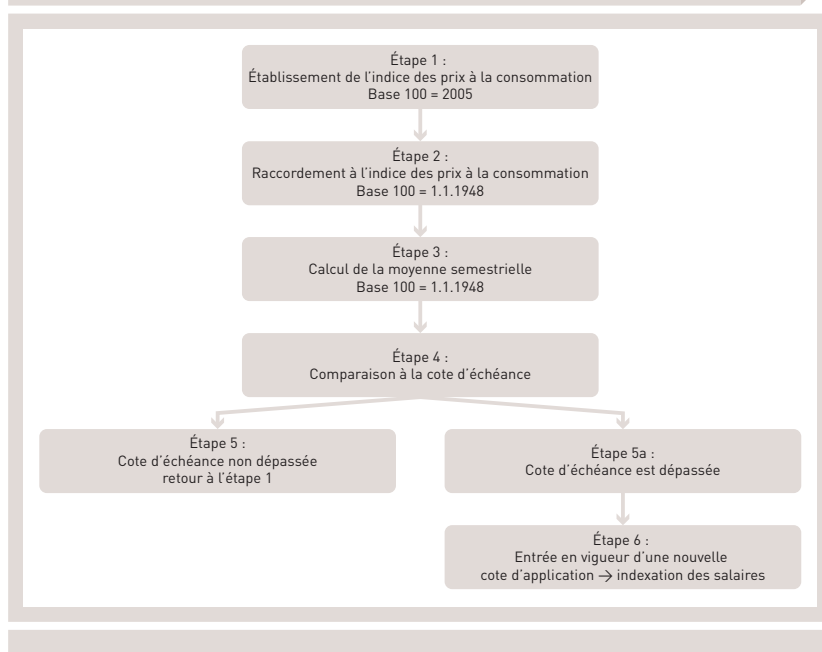 Étape 1 :
Établissement de l'indice des prix à la consommation
Base 100 = 2005
Étape 2 :
Raccordement à l'indice des prix à la consommation
Base 100 = 1.1.1948
Étape 3 :
Calcul de la moyenne semestrielle
Base 100 = 1.1.1948
Étape 4 :
Comparaison à la cote d'échéance
Étape 5 :
Cote d'échéance non dépassée
retour à l'étape 1
Étape 5a :
Cote d'échéance est dépassée
Étape 6 :
Entrée en vigueur d'une nouvelle
cote d'application → indexation des salaires